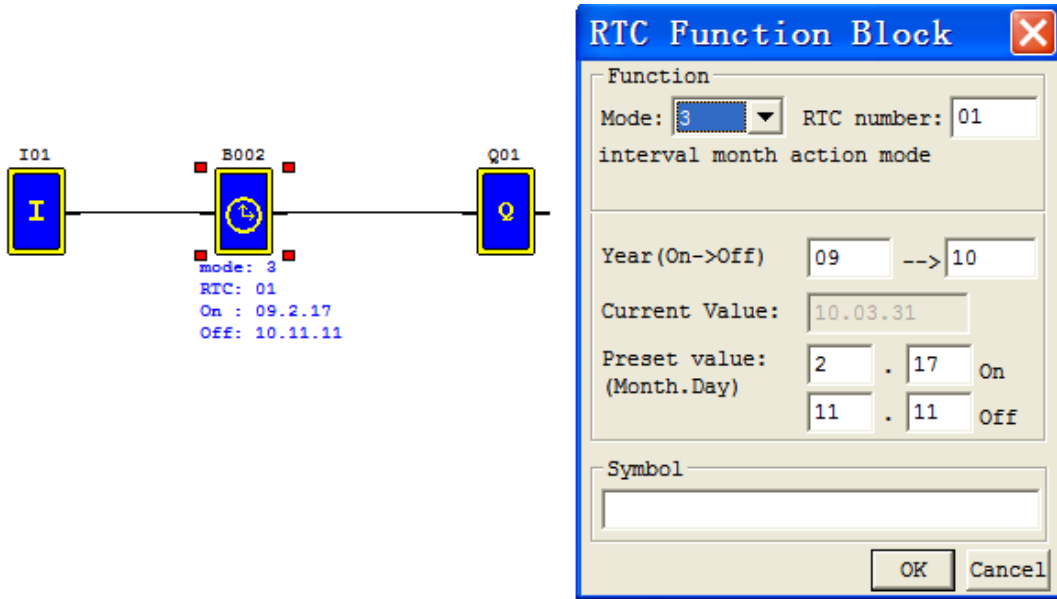 I01
B002
Q01
I
Q
mode: 3
RTC: 01
On : 09.2.17
Off: 10.11.11
RTC Function Block
Function
Mode: 3 RTC number: 01
interval month action mode
Year(On->Off) 09 --> 10
Current Value: 10.03.31
Preset value: 2 . 17 On
(Month.Day)
11 . 11 Off
Symbol
OK Cancel